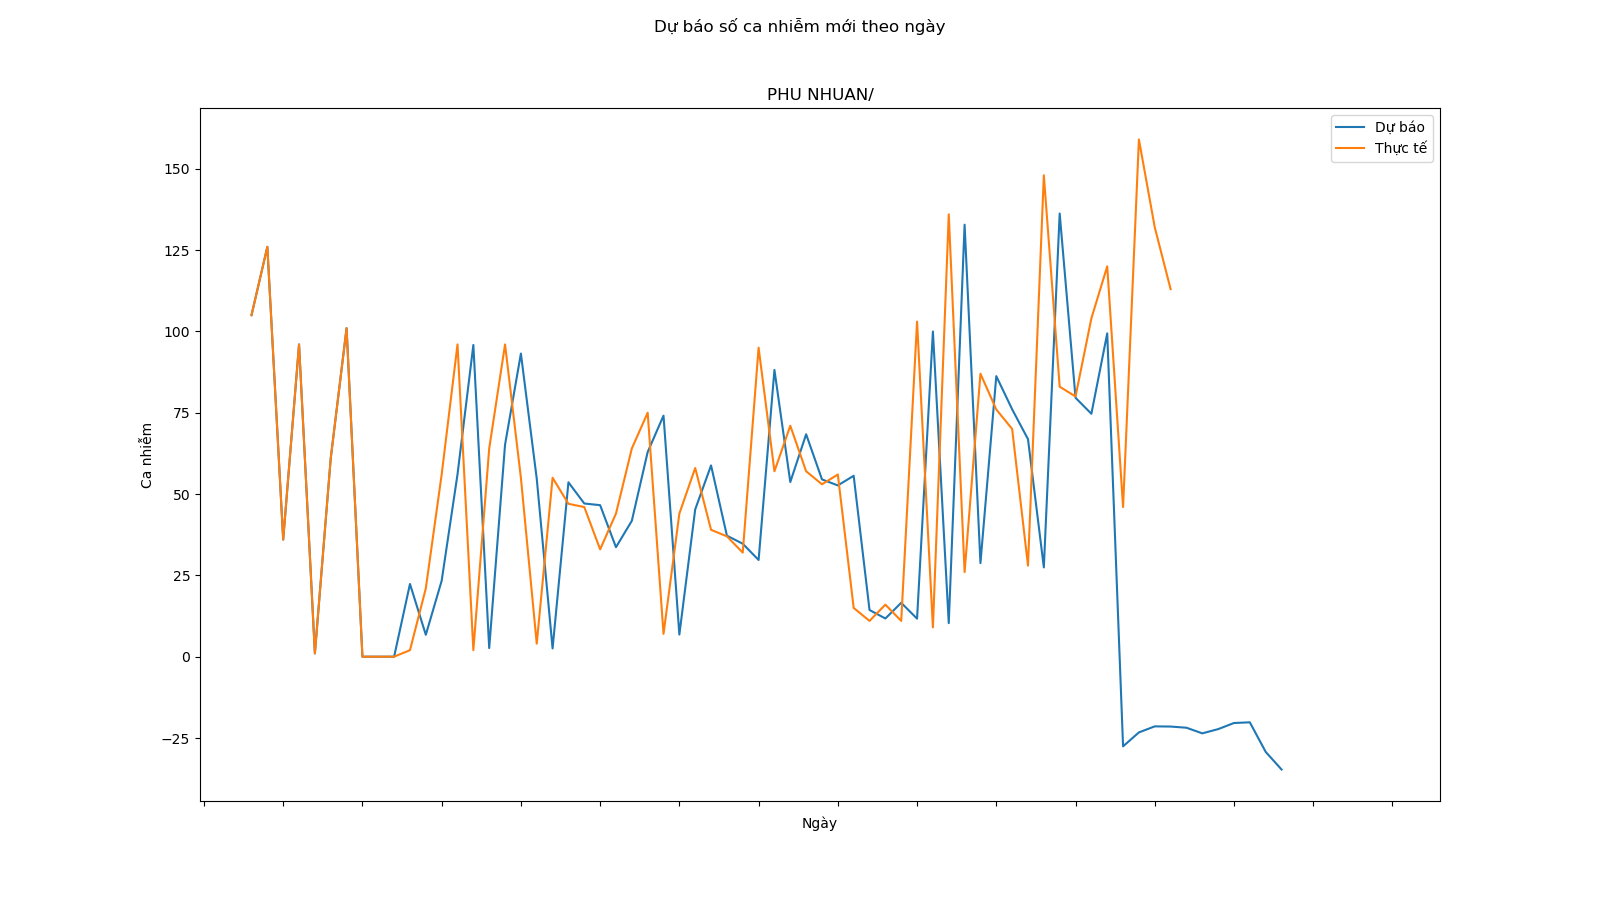 Dự báo số ca nhiễm mới theo ngày
PHU NHUAN/
Dự báo
Thực tế
150
125
100
75
50
25
0
−25
Ca nhiễm
Ngày